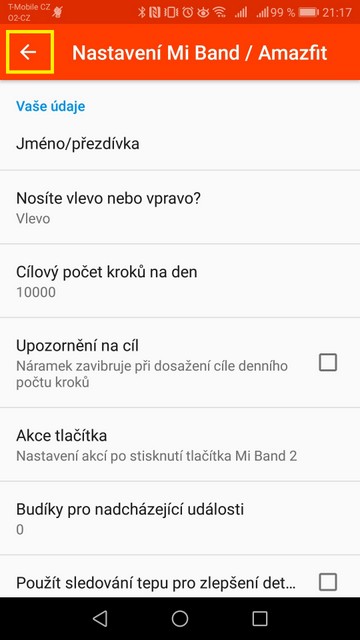 T-Mobile CZ
O2-CZ
99 %
21:17
Nastavení Mi Band / Amazfit
Vaše údaje
Jméno/přezdívka
Nosíte vlevo nebo vpravo?
Vlevo
Cílový počet kroků na den
10000
Upozornění na cíl
Náramek zavibruje při dosažení cíle denního
počtu kroků
Akce tlačítka
Nastavení akcí po stisknutí tlačítka Mi Band 2
Budíky pro nadcházející události
0
Použít sledování tepu pro zlepšení det...